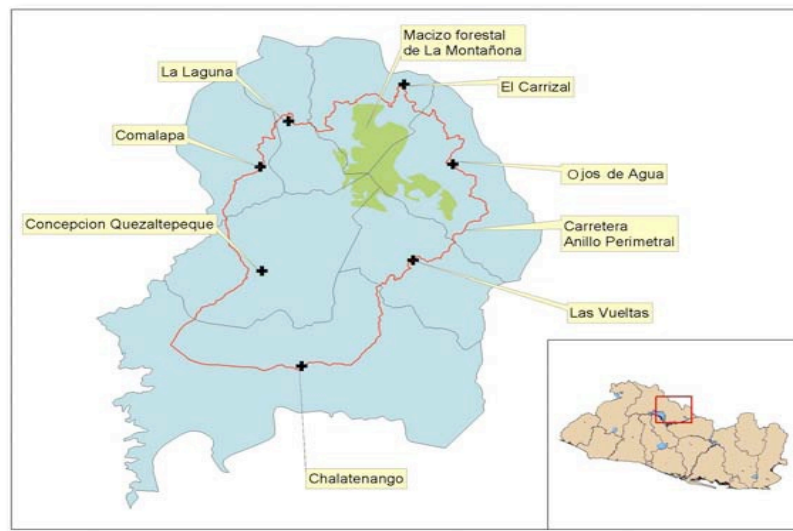 Macizo forestal
de La Montañona
La Laguna
El Carrizal
Comalapa
Ojos de Agua
Concepcion Quezaltepeque
Carretera
Anillo Perimetral
Las Vueltas
Chalatenango